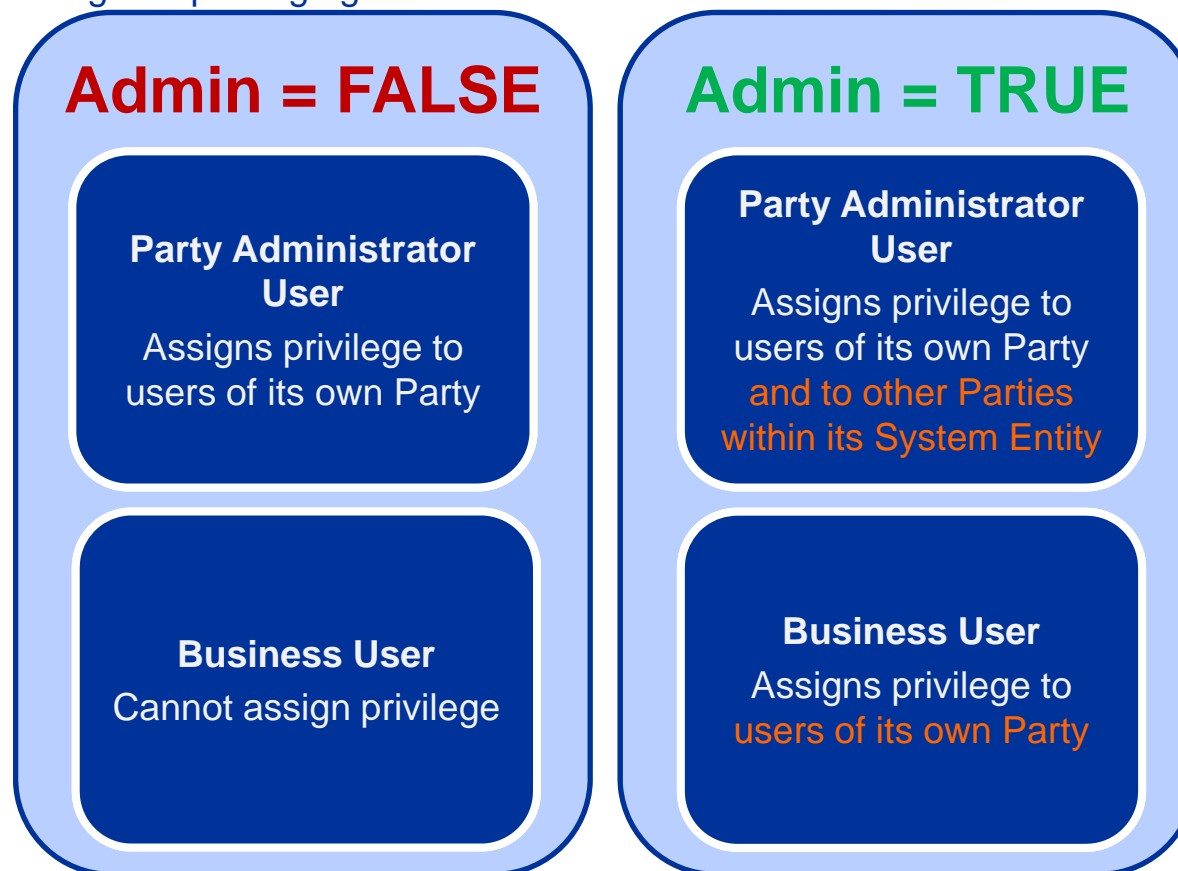 Admin = FALSE
Party Administrator
User
Assigns privilege to
users of its own Party
Business User
Cannot assign privilege
Admin = TRUE
Party Administrator
User
Assigns privilege to
users of its own Party
and to other Parties
within its System Entity
Business User
Assigns privilege to
users of its own Party